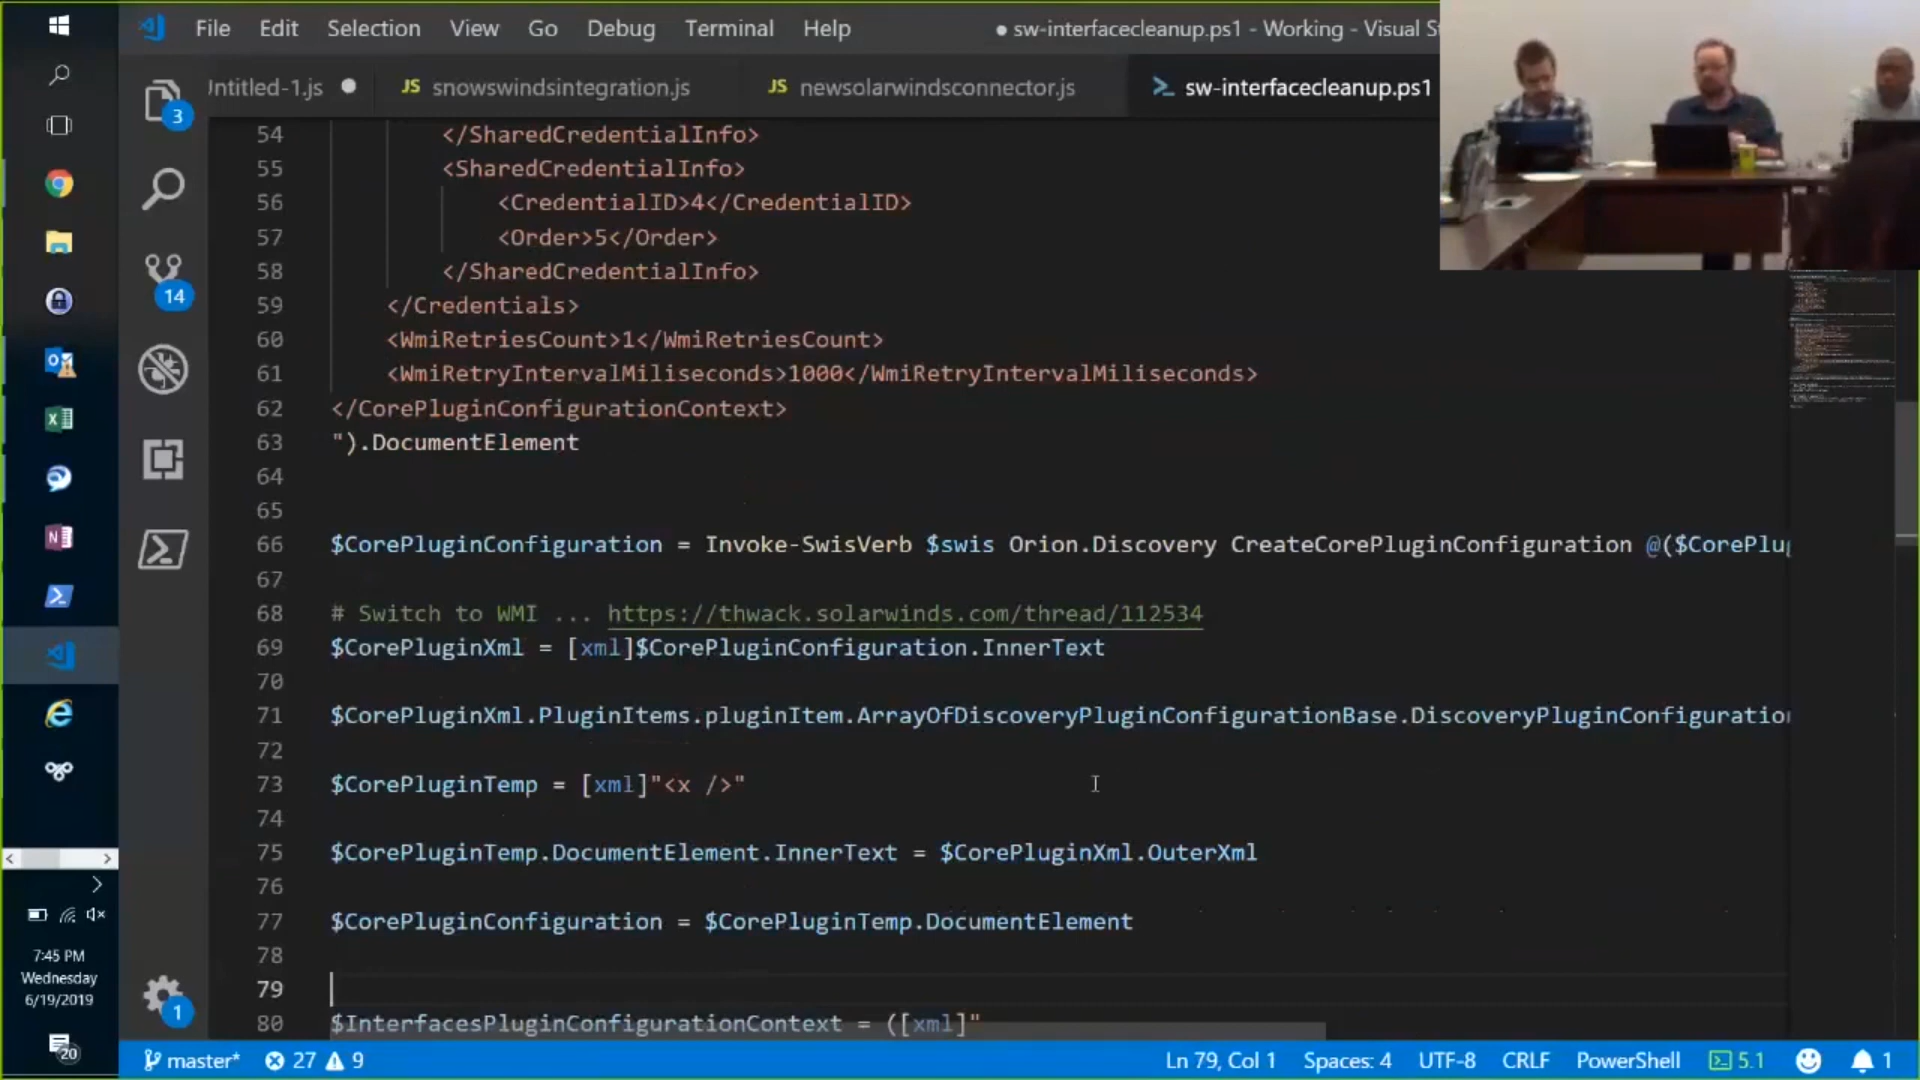 File Edit Selection View Go Debug Terminal Help ● sw-interfacecleanup.ps1 - Working - Visual S
Intitled-1.js ● JS snowswindsintegration.js JS newsolarwindsconnector.js sw-interfacecleanup.ps1
54 </SharedCredentialInfo>
55 <SharedCredentialInfo>
56 <CredentialID>4</CredentialID>
57 <Order>5</Order>
58 </SharedCredentialInfo>
59 </Credentials>
60 <WmiRetriesCount>1</WmiRetriesCount>
61 <WmiRetryIntervalMiliseconds>1000</WmiRetryIntervalMiliseconds>
62 </CorePluginConfigurationContext>
63 ").DocumentElement
64
65
66 $CorePluginConfiguration = Invoke-SwisVerb $swis Orion.Discovery CreateCorePluginConfiguration @($CorePlug
67
68 # Switch to WMI ... https://thwack.solarwinds.com/thread/112534
69 $CorePluginXml = [xml]$CorePluginConfiguration.InnerText
70
71 $CorePluginXml.PluginItems.pluginItem.ArrayOfDiscoveryPluginConfigurationBase.DiscoveryPluginConfiguration
72
73 $CorePluginTemp = [xml]"<x />"
74
75 $CorePluginTemp.DocumentElement.InnerText = $CorePluginXml.OuterXml
76
77 $CorePluginConfiguration = $CorePluginTemp.DocumentElement
78
79
80 $InterfacesPluginConfigurationContext = ([xml]"
3
14
1
7:45 PM
Wednesday
6/19/2019
20
master* 27 9 Ln 79, Col 1 Spaces: 4 UTF-8 CRLF PowerShell 5.1 1